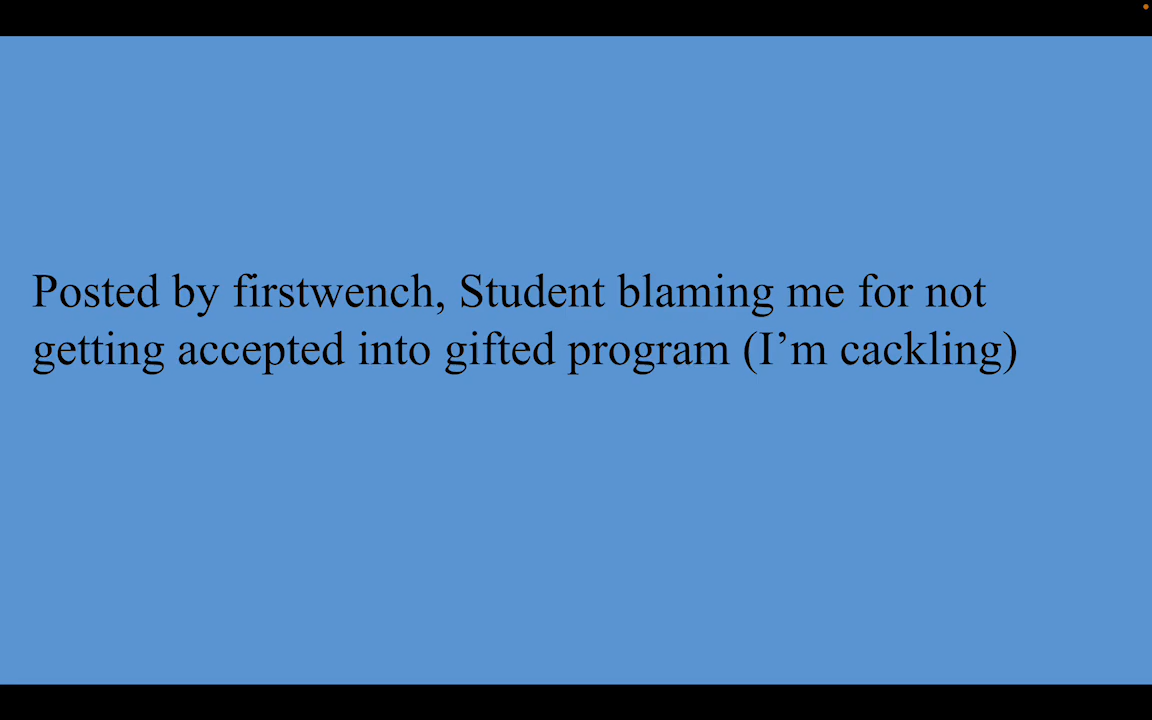 Posted by firstwench, Student blaming me for not
getting accepted into gifted program (I’m cackling)